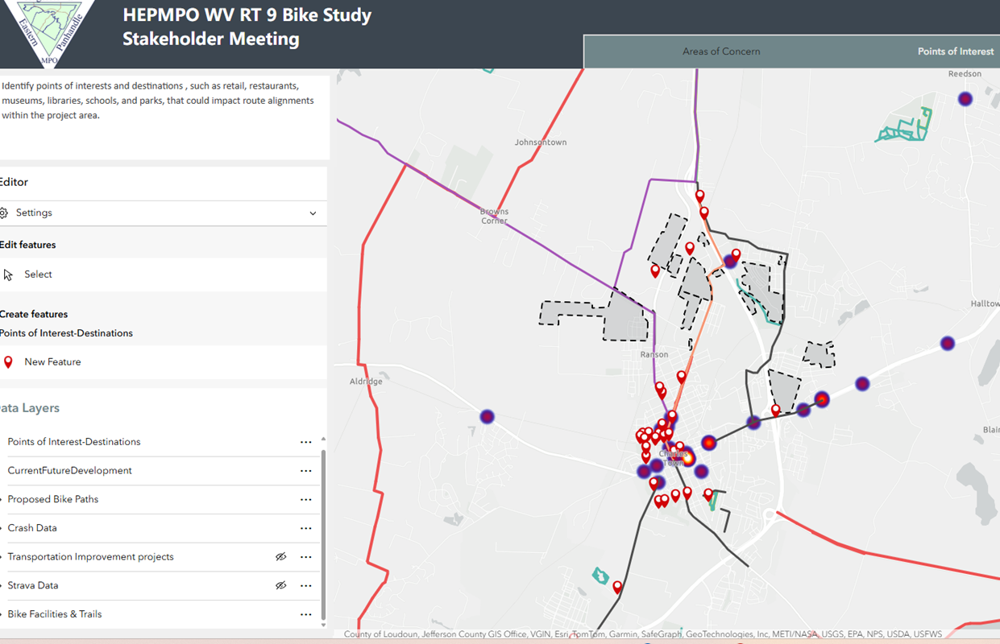 HEPMPO WV RT 9 Bike Study
Stakeholder Meeting
Eastern
Panhandle
MPO
Areas of Concern
Points of Interest
Identify points of interests and destinations , such as retail, restaurants,
museums, libraries, schools, and parks, that could impact route alignments
within the project area.
Editor
Settings
Edit features
Select
Create features
Points of Interest-Destinations
New Feature
Data Layers
Points of Interest-Destinations
CurrentFutureDevelopment
Proposed Bike Paths
Crash Data
Transportation Improvement projects
Strava Data
Bike Facilities & Trails
Reedson
Johnsontown
Browns
Corner
Halltow
Ranson
Aldridge
Blair
Charles
Town
County of Loudoun, Jefferson County GIS Office, VGIN, Esri, TomTom, Garmin, SafeGraph, GeoTechnologies, Inc, METI/NASA, USGS, EPA, NPS, USDA, USFWS